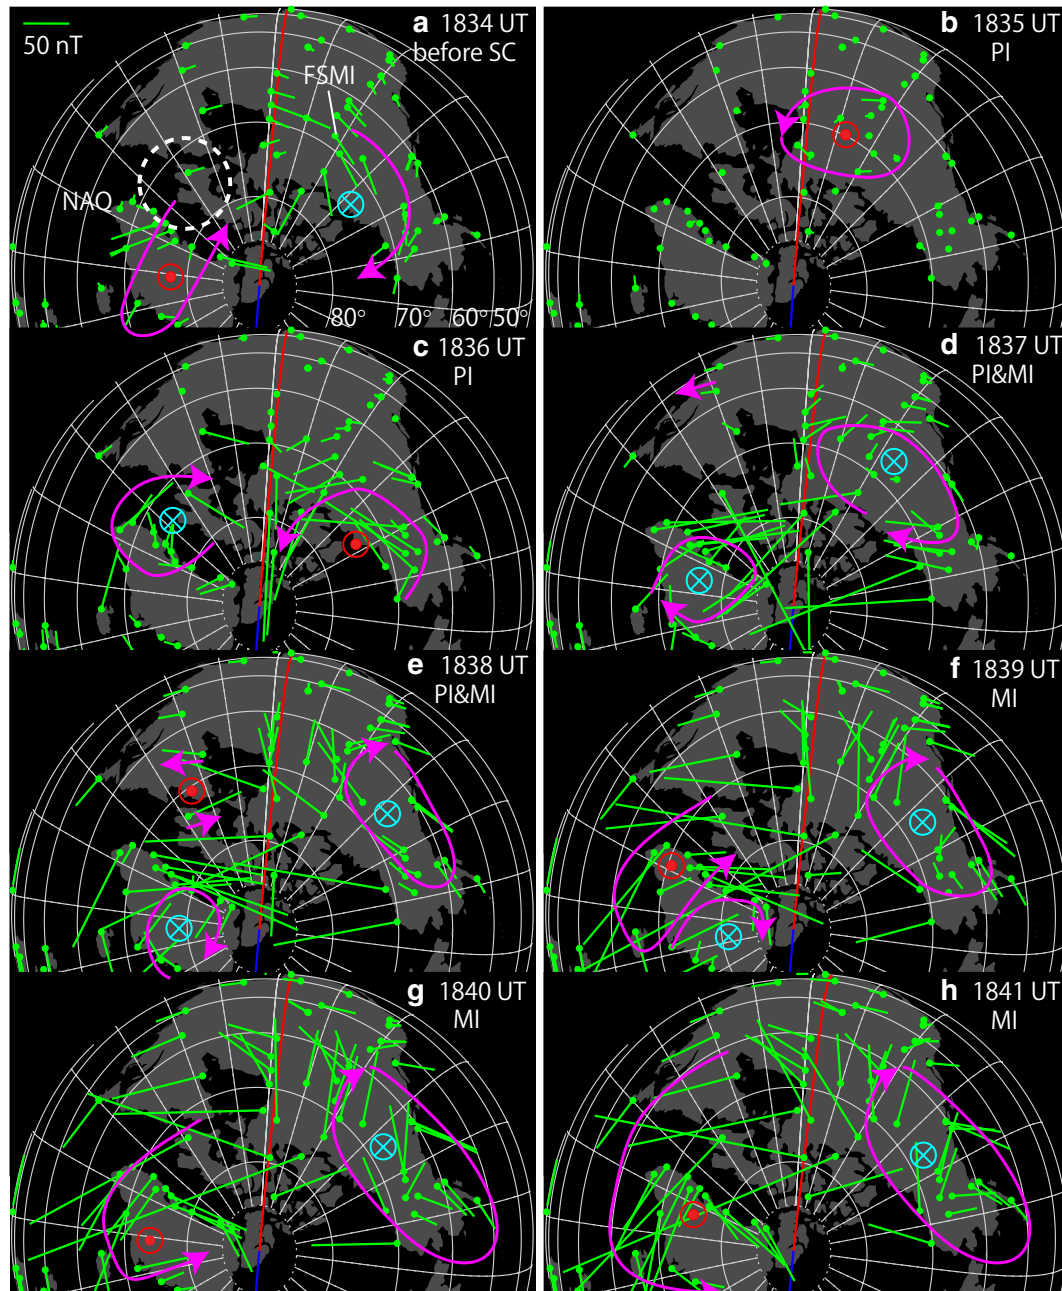 a 1834 UT
before SC
50 nT
FSMI
NAQ
80° 70° 60° 50°
b 1835 UT
PI
c 1836 UT
PI
d 1837 UT
PI&MI
e 1838 UT
PI&MI
f 1839 UT
MI
g 1840 UT
MI
h 1841 UT
MI